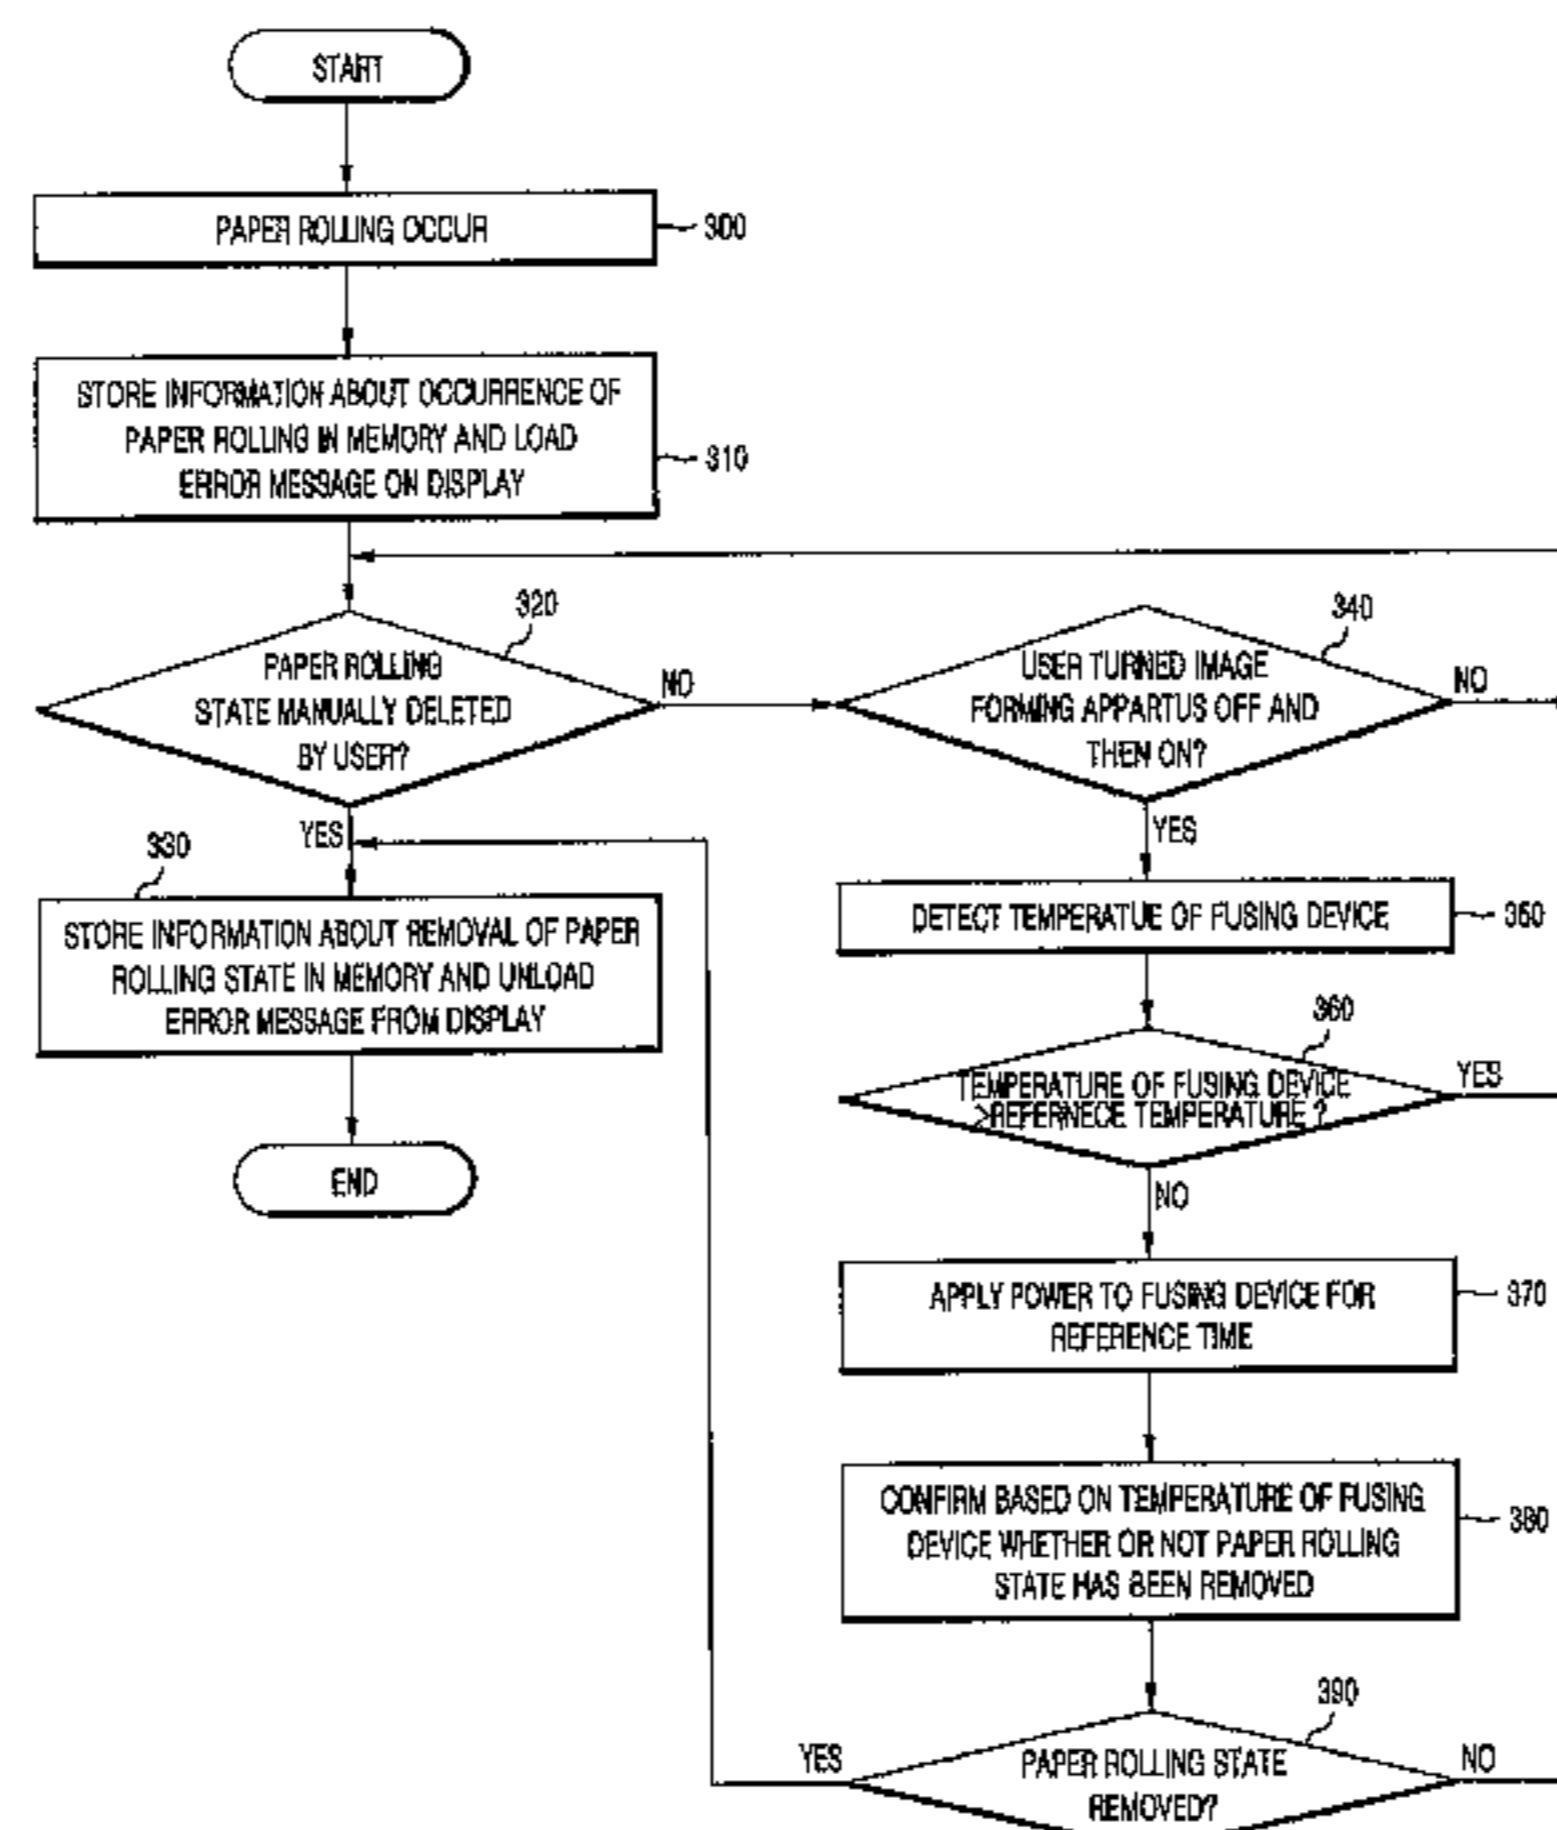 START
PAPER ROLLING OCCUR
300
STORE INFORMATION ABOUT OCCURRENCE OF
PAPER ROLLING IN MEMORY AND LOAD
ERROR MESSAGE ON DISPLAY
310
320
PAPER ROLLING
STATE MANUALLY DELETED
BY USER?
NO
YES
330
STORE INFORMATION ABOUT REMOVAL OF PAPER
ROLLING STATE IN MEMORY AND UNLOAD
ERROR MESSAGE FROM DISPLAY
END
340
USER TURNED IMAGE
FORMING APPARTUS OFF AND
THEN ON?
NO
YES
DETECT TEMPERATUE OF FUSING DEVICE
350
360
TEMPERATURE OF FUSING DEVICE
>REFERNECE TEMPERATURE ?
YES
NO
APPLY POWER TO FUSING DEVICE FOR
REFERENCE TIME
370
CONFIRM BASED ON TEMPERATURE OF FUSING
DEVICE WHETHER OR NOT PAPER ROLLING
STATE HAS BEEN REMOVED
380
390
YES
PAPER ROLLING STATE
REMOVED?
NO